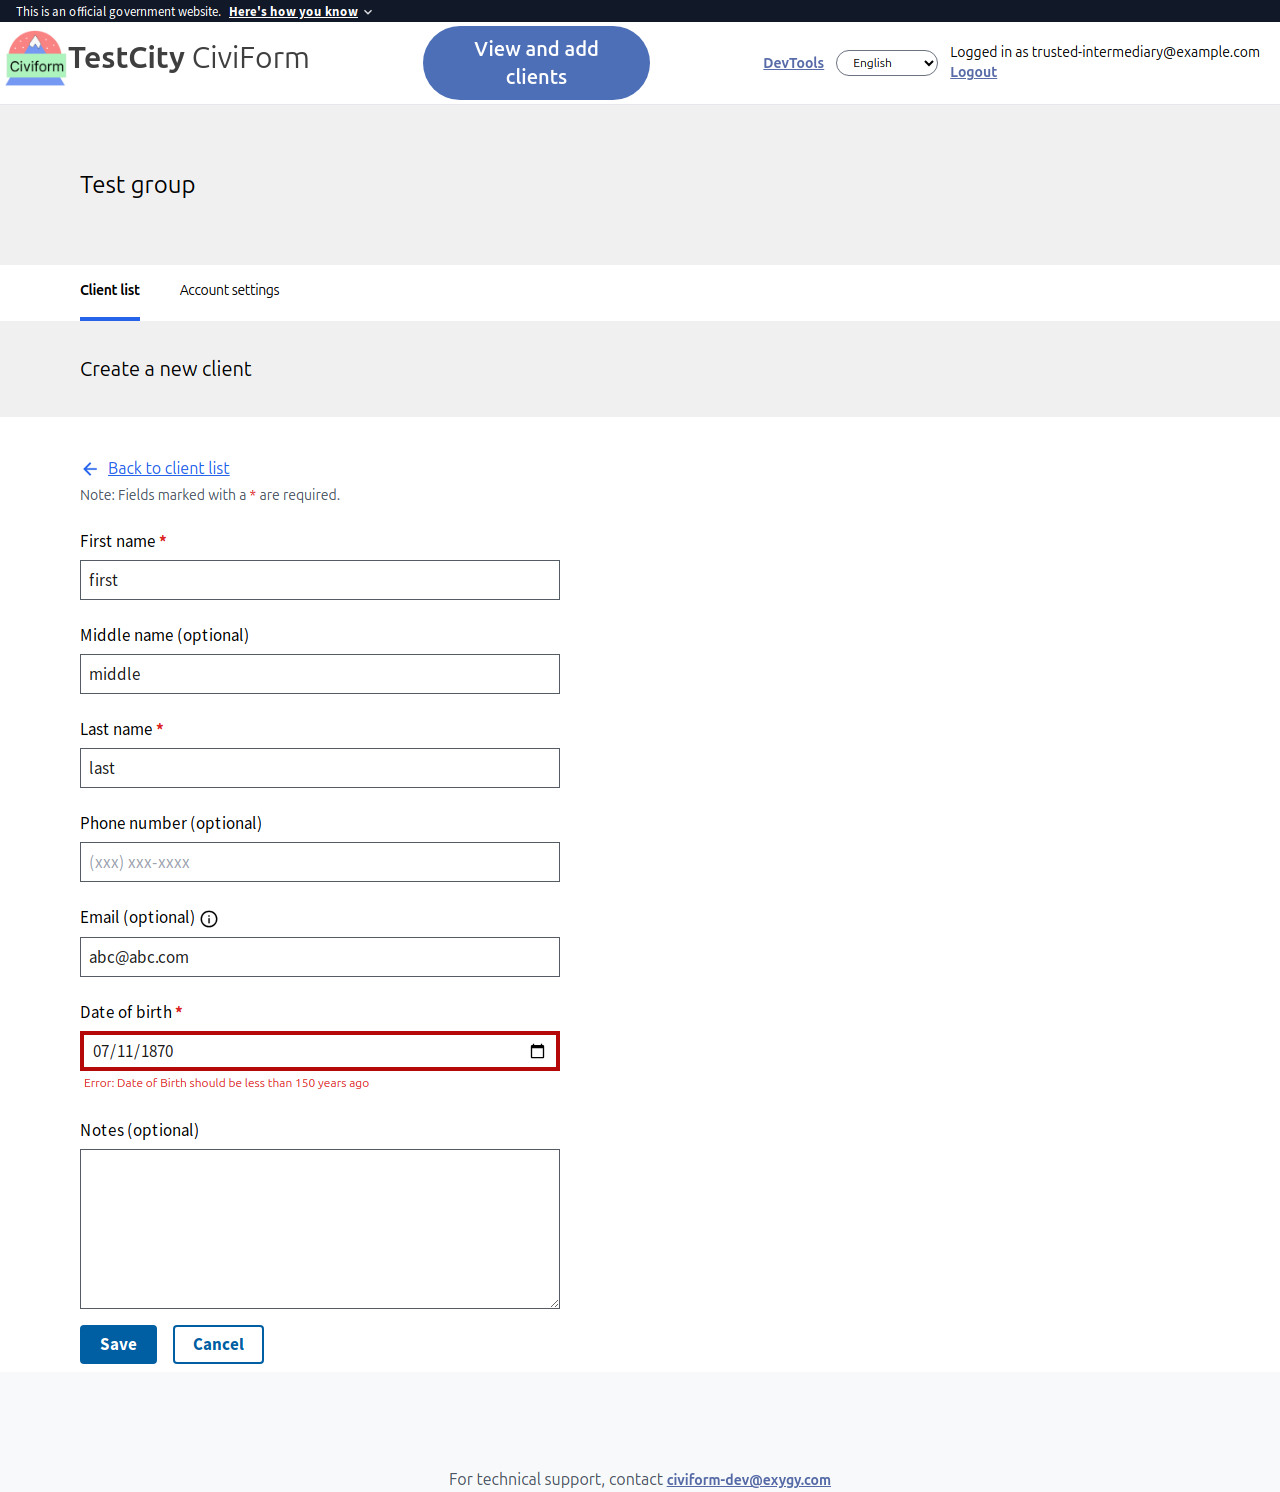 This is an official government website. Here's how you know
Civiform
TestCity CiviForm
View and add
clients
DevTools
English
Logged in as trusted-intermediary@example.com
Logout
Test group
Client list
Account settings
Create a new client
Back to client list
Note: Fields marked with a * are required.
First name *
first
Middle name (optional)
middle
Last name *
last
Phone number (optional)
(xxx) xxx-xxxx
Email (optional)
abc@abc.com
Date of birth *
07/11/1870
Error: Date of Birth should be less than 150 years ago
Notes (optional)
Save
Cancel
For technical support, contact civiform-dev@exygy.com